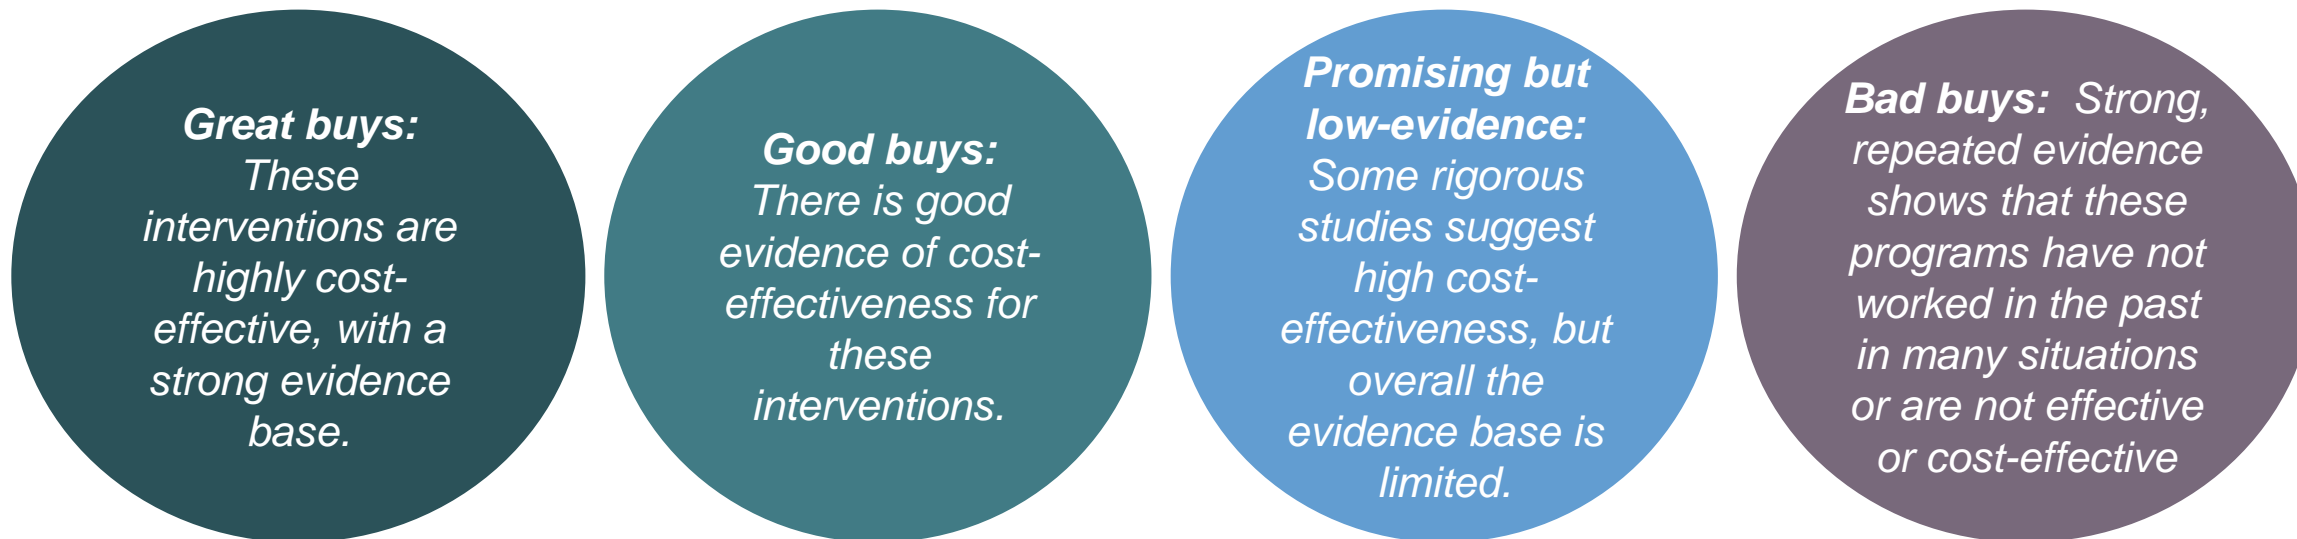 Great buys:
These
interventions are
highly cost-
effective, with a
strong evidence
base.
Good buys:
There is good
evidence of cost-
effectiveness for
these
interventions.
Promising but
low-evidence:
Some rigorous
studies suggest
high cost-
effectiveness, but
overall the
evidence base is
limited.
Bad buys:  Strong,
repeated evidence
shows that these
programs have not
worked in the past
in many situations
or are not effective
or cost-effective